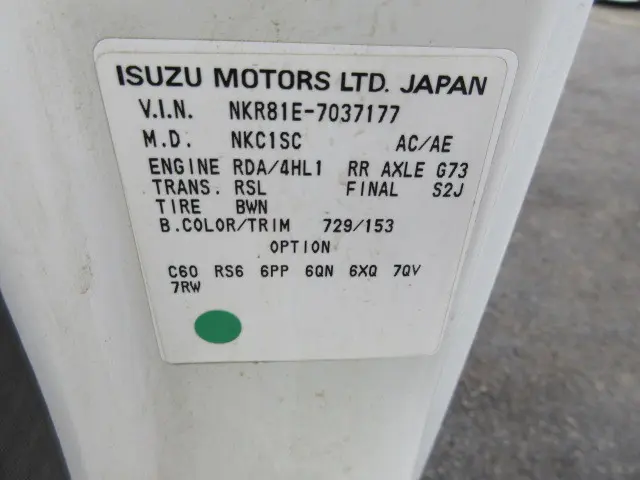 ISUZU MOTORS LTD. JAPAN
V.I.N. NKR81E-7037177
M.D. NKC1SC AC/AE
ENGINE RDA/4HL1 RR AXLE G73
TRANS. RSL FINAL S2J
TIRE BWN
B.COLOR/TRIM 729/153
OPTION
C60 RS6 6PP 6QN 6XQ 7QV
7RW